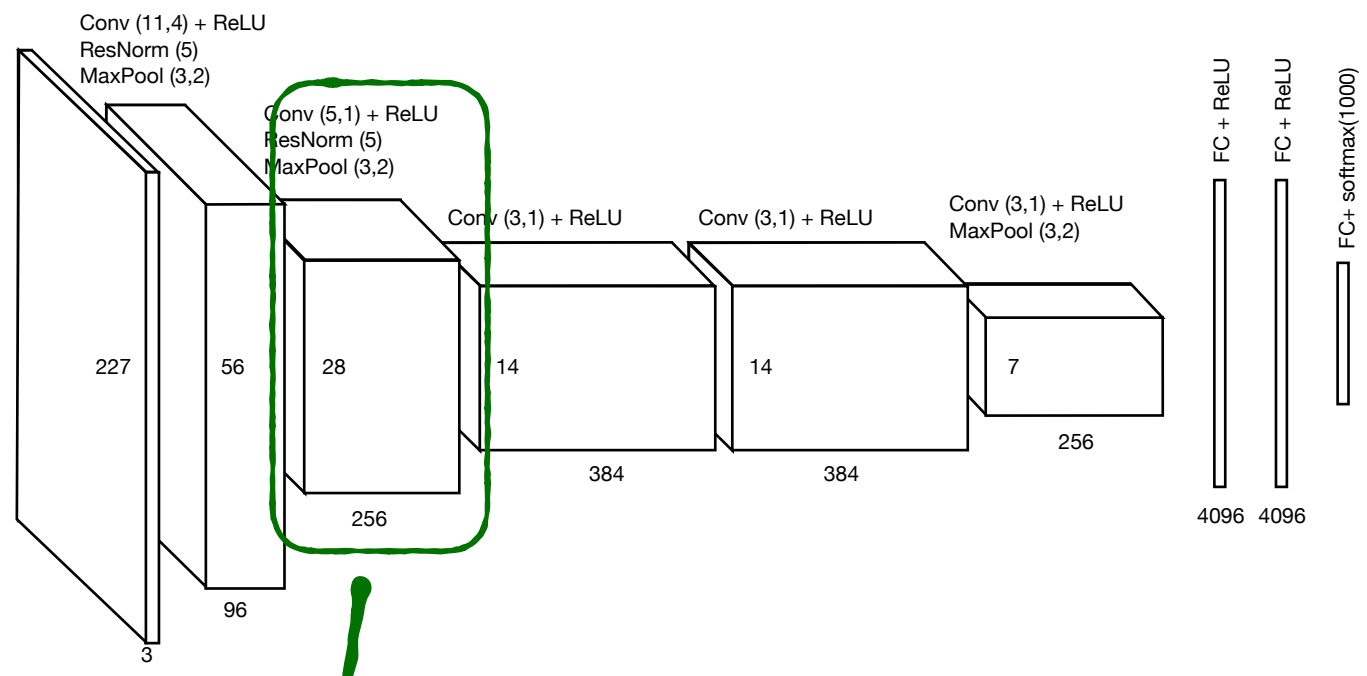 Conv (11,4) + ReLU
ResNorm (5)
MaxPool (3,2)
Conv (5,1) + ReLU
ResNorm (5)
MaxPool (3,2)
Conv (3,1) + ReLU
Conv (3,1) + ReLU
Conv (3,1) + ReLU
MaxPool (3,2)
FC + ReLU
FC + ReLU
FC+ softmax(1000)
227
56
28
14
14
7
3
96
256
384
384
256
4096
4096